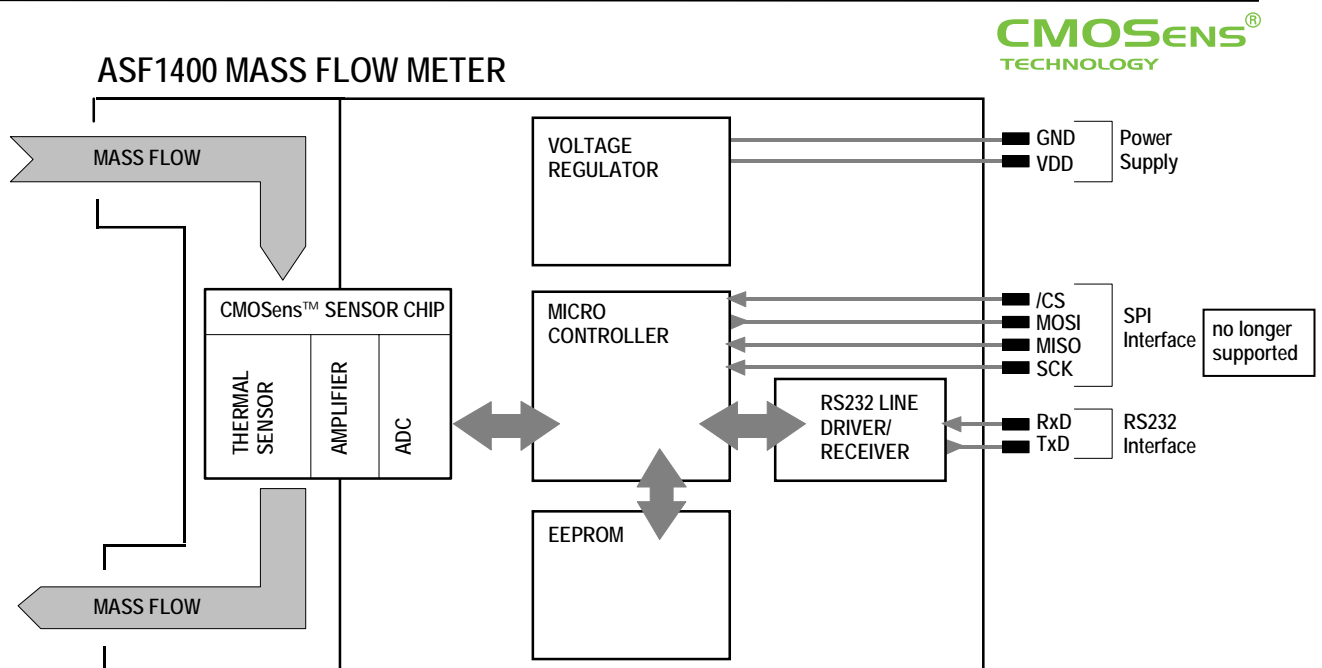 CMOSENS®
TECHNOLOGY
ASF1400 MASS FLOW METER
MASS FLOW
VOLTAGE
REGULATOR
GND
VDD
Power
Supply
CMOSens™ SENSOR CHIP
THERMAL
SENSOR
AMPLIFIER
ADC
MICRO
CONTROLLER
/CS
MOSI
MISO
SCK
SPI
Interface
no longer
supported
RS232 LINE
DRIVER/
RECEIVER
RxD
TxD
RS232
Interface
EEPROM
MASS FLOW